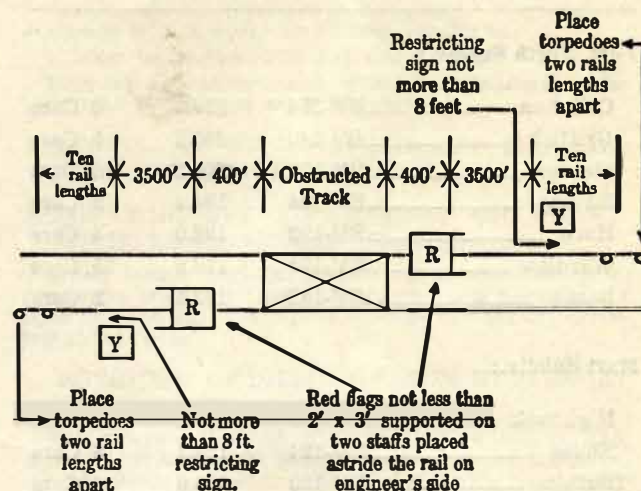 Place
torpedoes
two rails
lengths
apart
Restricting
sign not
more than
8 feet
Ten
rail
lengths
3500'
400'
Obstructed
Track
400'
3500'
Ten
rail
lengths
Y
R
R
Y
Place
torpedoes
two rail
lengths
apart
Not more
than 8 ft.
restricting
sign.
Red flags not less than
2' x 3' supported on
two staffs placed
astride the rail on
engineer's side